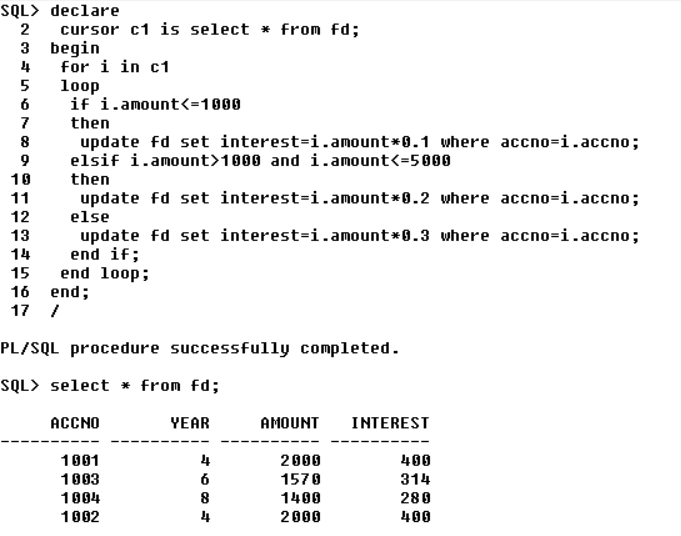 SQL> declare
  2   cursor c1 is select * from fd;
  3  begin
  4   for i in c1
  5   loop
  6    if i.amount<=1000
  7    then
  8     update fd set interest=i.amount*0.1 where accno=i.accno;
  9    elsif i.amount>1000 and i.amount<=5000
 10    then
 11     update fd set interest=i.amount*0.2 where accno=i.accno;
 12    else
 13     update fd set interest=i.amount*0.3 where accno=i.accno;
 14    end if;
 15   end loop;
 16  end;
 17  /
PL/SQL procedure successfully completed.
SQL> select * from fd;
     ACCNO       YEAR     AMOUNT   INTEREST
---------- ---------- ---------- ----------
      1001          4       2000        400
      1003          6       1570        314
      1004          8       1400        280
      1002          4       2000        400